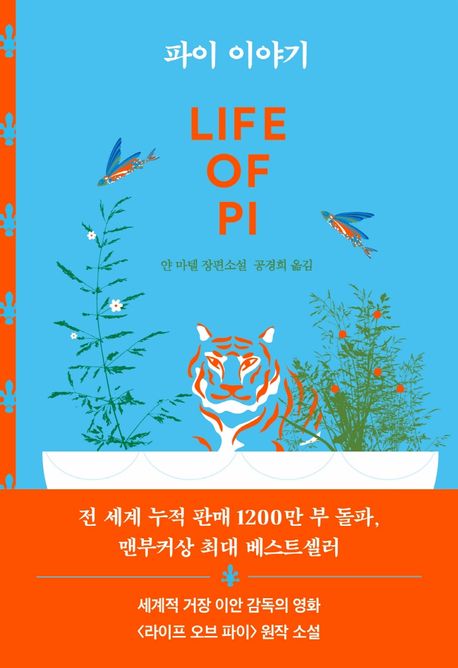 파이 이야기
LIFE
OF
PI
얀 마텔 장편소설 공경희 옮김
전 세계 누적 판매 1200만 부 돌파,
맨부커상 최대 베스트셀러
세계적 거장 이안 감독의 영화
〈라이프 오브 파이〉 원작 소설